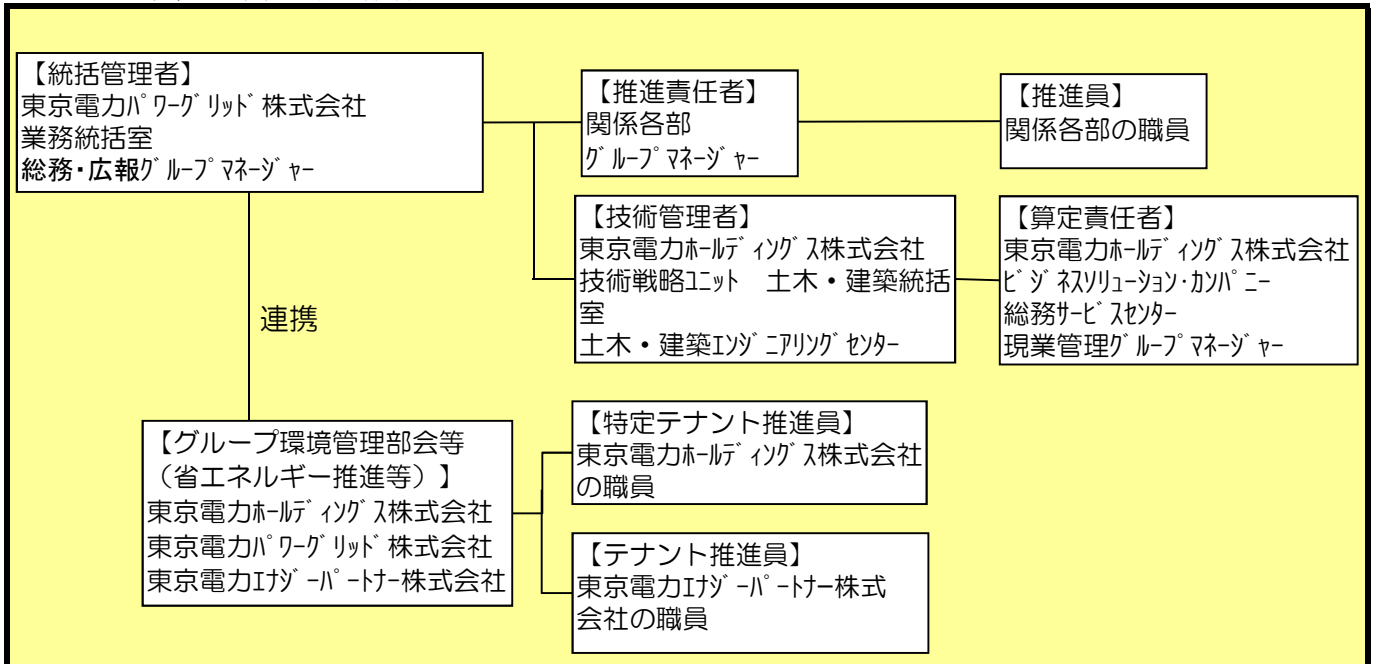 【統括管理者】
東京電力ﾊﾟﾜｰｸﾞﾘｯﾄﾞ株式会社
業務統括室
総務・広報ｸﾞﾙｰﾌﾟﾏﾈｰｼﾞｬｰ
【推進責任者】
関係各部
ｸﾞﾙｰﾌﾟﾏﾈｰｼﾞｬｰ
【推進員】
関係各部の職員
【技術管理者】
東京電力ﾎｰﾙﾃﾞｨﾝｸﾞｽ株式会社
技術戦略ﾕﾆｯﾄ　土木・建築統括
室
土木・建築ｴﾝｼﾞﾆｱﾘﾝｸﾞｾﾝﾀｰ
【算定責任者】
東京電力ﾎｰﾙﾃﾞｨﾝｸﾞｽ株式会社
ﾋﾞｼﾞﾈｽｿﾘｭｰｼｮﾝ･ｶﾝﾊﾟﾆｰ
総務ｻｰﾋﾞｽｾﾝﾀｰ
現業管理ｸﾞﾙｰﾌﾟﾏﾈｰｼﾞｬｰ
連携
【グループ環境管理部会等
（省エネルギー推進等）】
東京電力ﾎｰﾙﾃﾞｨﾝｸﾞｽ株式会社
東京電力ﾊﾟﾜｰｸﾞﾘｯﾄﾞ株式会社
東京電力ｴﾅｼﾞｰﾊﾟｰﾄﾅｰ株式会社
【特定テナント推進員】
東京電力ﾎｰﾙﾃﾞｨﾝｸﾞｽ株式会社
の職員
【テナント推進員】
東京電力ｴﾅｼﾞｰﾊﾟｰﾄﾅｰ株式
会社の職員